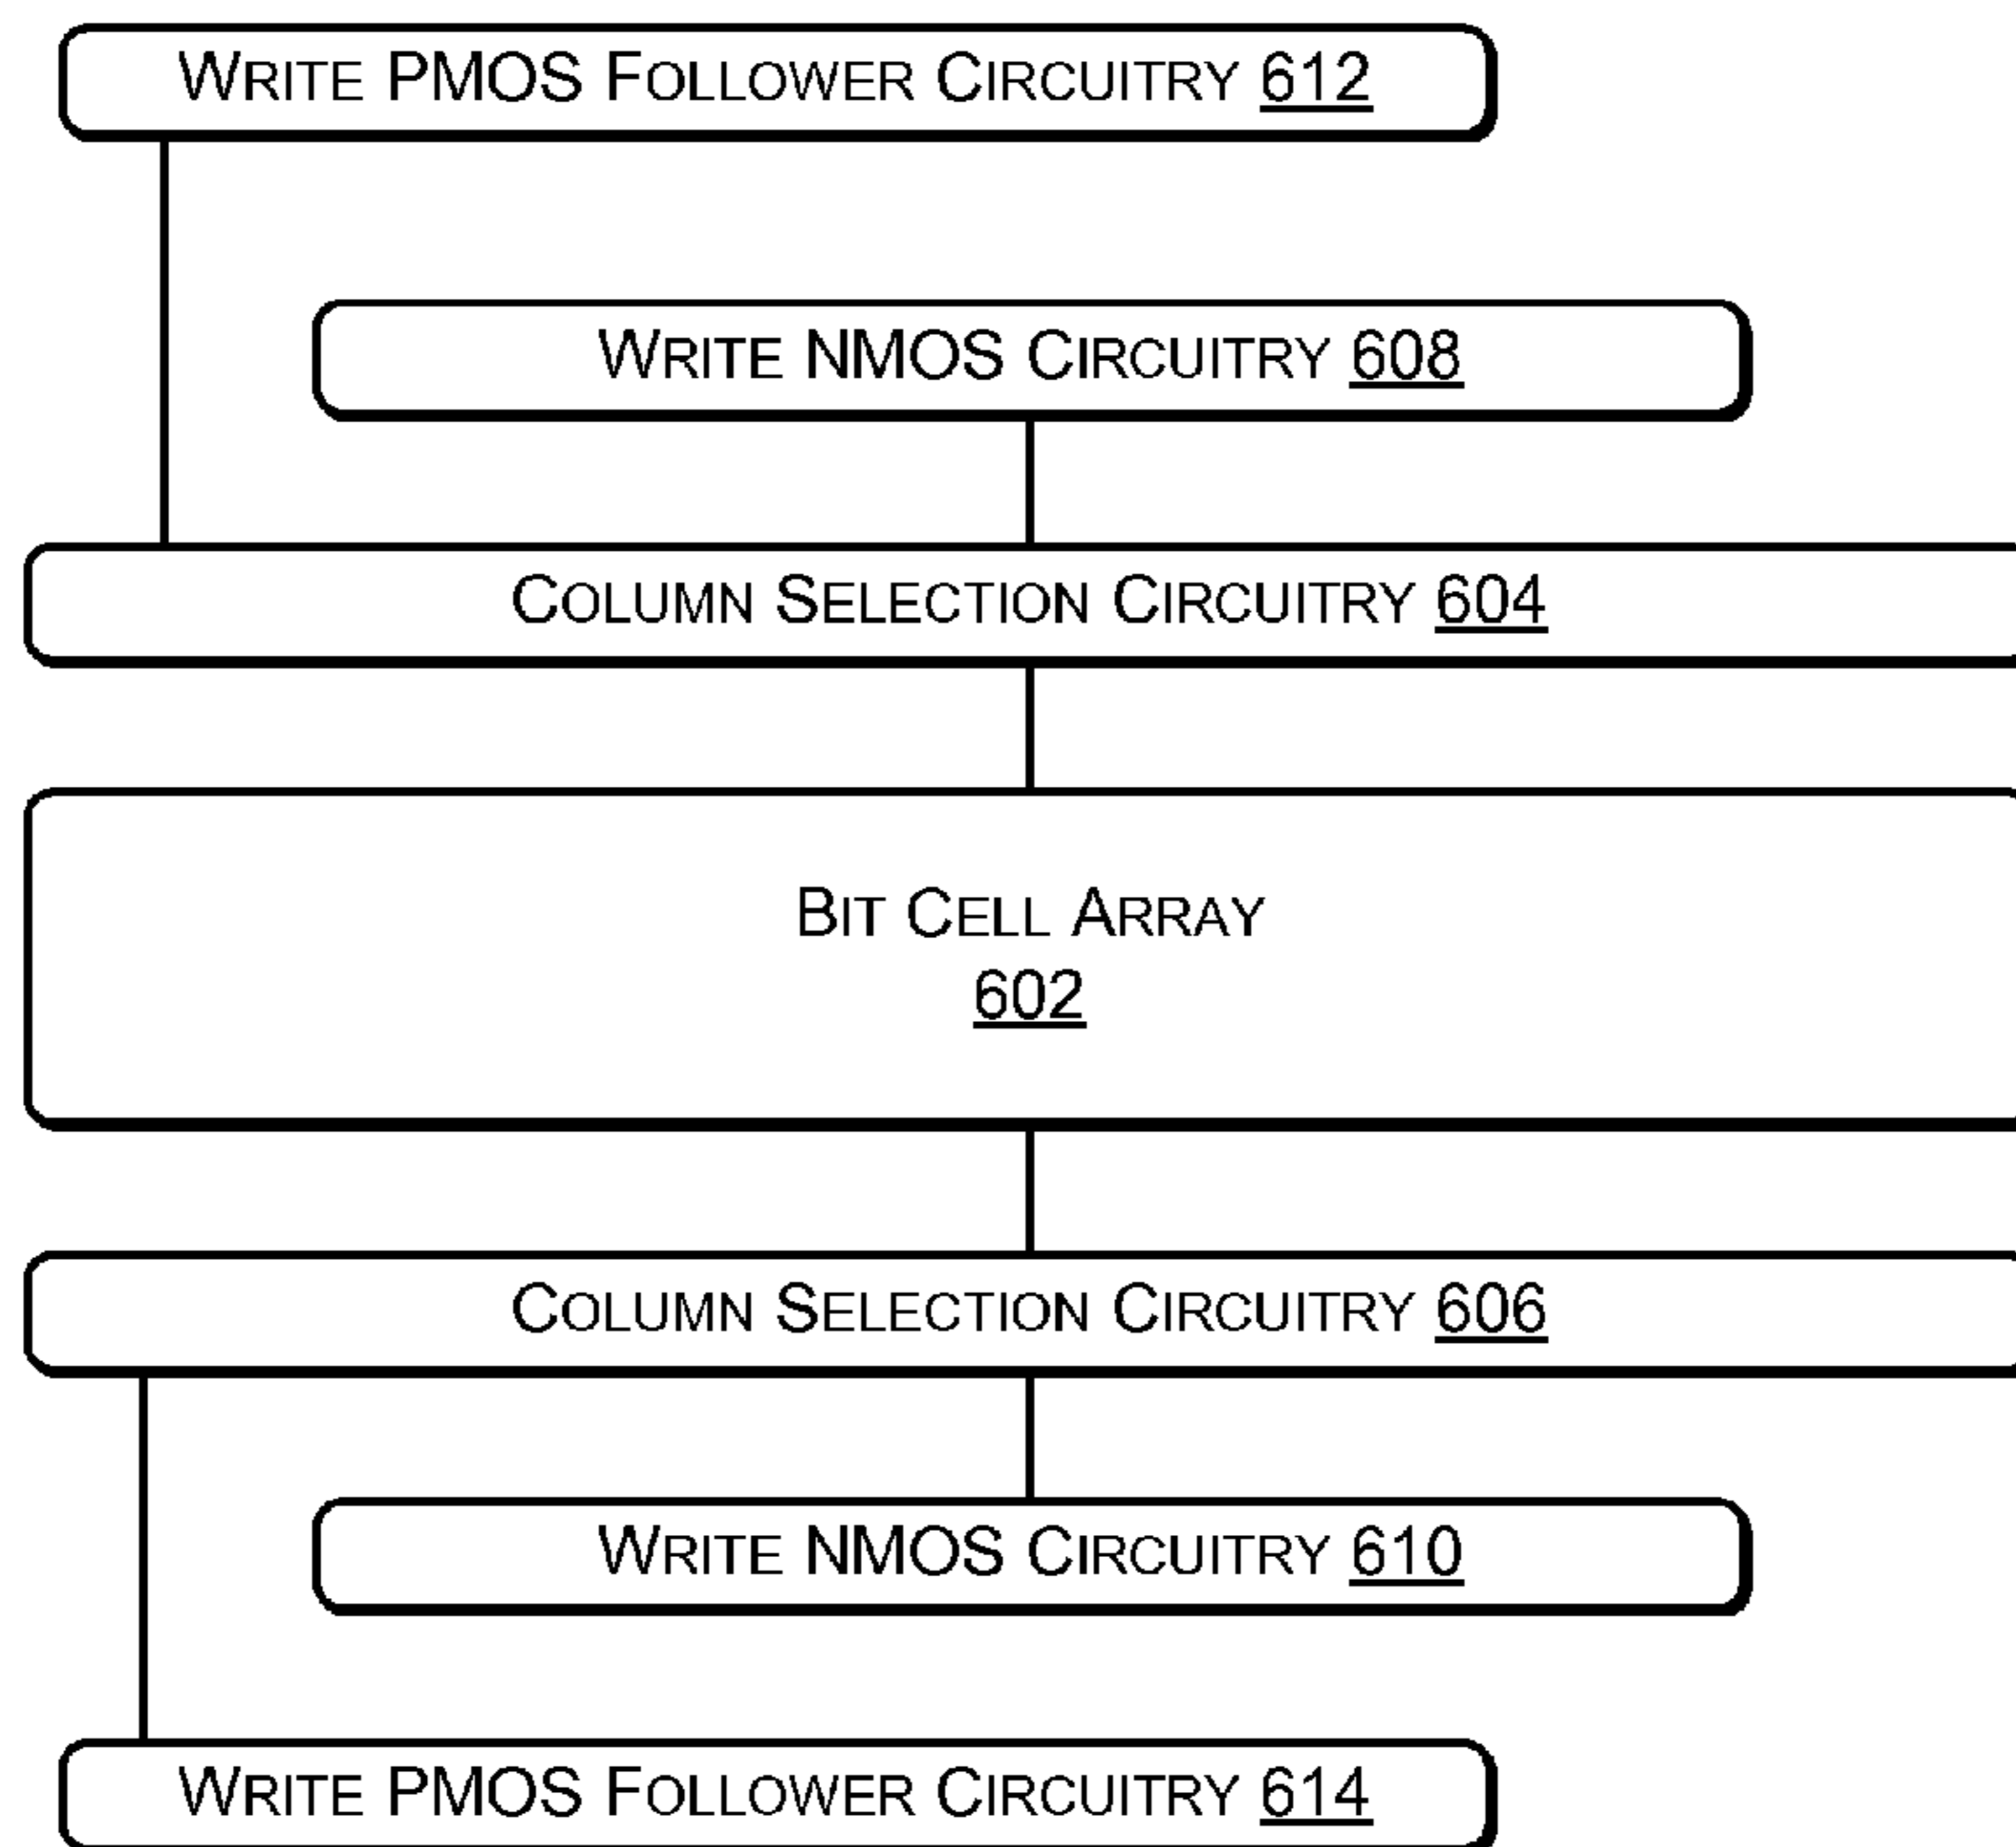 WRITE PMOS FOLLOWER CIRCUITRY 612
WRITE NMOS CIRCUITRY 608
COLUMN SELECTION CIRCUITRY 604
BIT CELL ARRAY
602
COLUMN SELECTION CIRCUITRY 606
WRITE NMOS CIRCUITRY 610
WRITE PMOS FOLLOWER CIRCUITRY 614